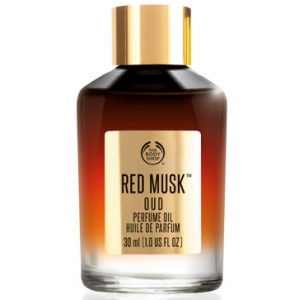 THE
BODY
SHOP
RED MUSK™
OUD
PERFUME OIL
HUILE DE PARFUM
30 ml (1.0 US FL OZ)